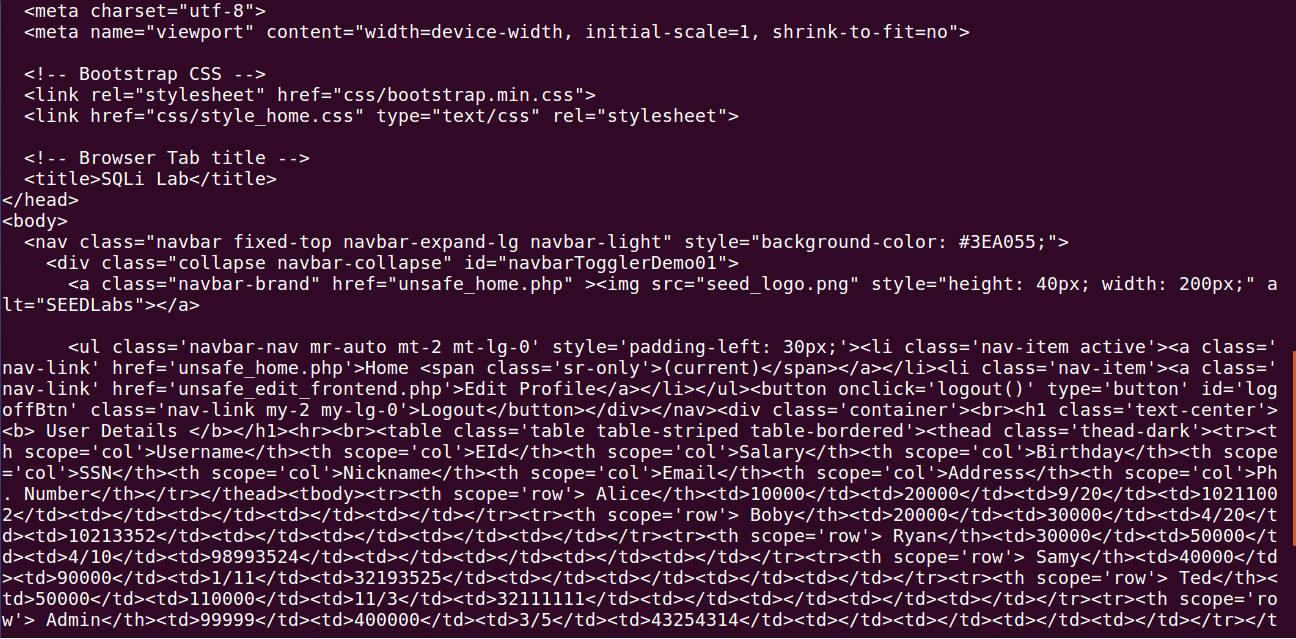 <meta charset="utf-8">
  <meta name="viewport" content="width=device-width, initial-scale=1, shrink-to-fit=no">

  <!-- Bootstrap CSS -->
  <link rel="stylesheet" href="css/bootstrap.min.css">
  <link href="css/style_home.css" type="text/css" rel="stylesheet">

  <!-- Browser Tab title -->
  <title>SQLi Lab</title>
</head>
<body>
  <nav class="navbar fixed-top navbar-expand-lg navbar-light" style="background-color: #3EA055;">
    <div class="collapse navbar-collapse" id="navbarTogglerDemo01">
      <a class="navbar-brand" href="unsafe_home.php" ><img src="seed_logo.png" style="height: 40px; width: 200px;" a
lt="SEEDLabs"></a>

      <ul class='navbar-nav mr-auto mt-2 mt-lg-0' style='padding-left: 30px;'><li class='nav-item active'><a class='
nav-link' href='unsafe_home.php'>Home <span class='sr-only'>(current)</span></a></li><li class='nav-item'><a class='
nav-link' href='unsafe_edit_frontend.php'>Edit Profile</a></li></ul><button onclick='logout()' type='button' id='log
offBtn' class='nav-link my-2 my-lg-0'>Logout</button></div></nav><div class='container'><br><h1 class='text-center'>
<b> User Details </b></h1><hr><br><table class='table table-striped table-bordered'><thead class='thead-dark'><tr><t
h scope='col'>Username</th><th scope='col'>EId</th><th scope='col'>Salary</th><th scope='col'>Birthday</th><th scope
='col'>SSN</th><th scope='col'>Nickname</th><th scope='col'>Email</th><th scope='col'>Address</th><th scope='col'>Ph
. Number</th></tr></thead><tbody><tr><th scope='row'> Alice</th><td>10000</td><td>20000</td><td>9/20</td><td>1021100
2</td><td></td><td></td><td></td><td></td></tr><tr><th scope='row'> Boby</th><td>20000</td><td>30000</td><td>4/20</t
d><td>10213352</td><td></td><td></td><td></td><td></td></tr><tr><th scope='row'> Ryan</th><td>30000</td><td>50000</t
d><td>4/10</td><td>98993524</td><td></td><td></td><td></td><td></td></tr><tr><th scope='row'> Samy</th><td>40000</td
><td>90000</td><td>1/11</td><td>32193525</td><td></td><td></td><td></td><td></td></tr><tr><th scope='row'> Ted</th><
td>50000</td><td>110000</td><td>11/3</td><td>32111111</td><td></td><td></td><td></td><td></td></tr><tr><th scope='ro
w'> Admin</th><td>99999</td><td>400000</td><td>3/5</td><td>43254314</td><td></td><td></td><td></td><td></td></tr></t